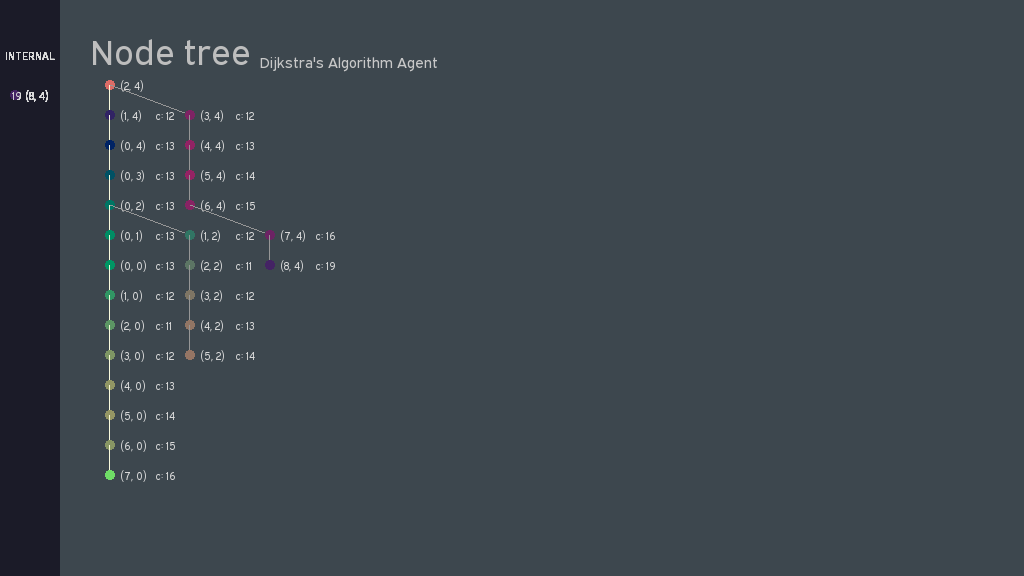 INTERNAL
19 (8, 4)
Node tree Dijkstra's Algorithm Agent
(2, 4)
(1, 4) c:12 (3, 4) c:12
(0, 4) c:13 (4, 4) c:13
(0, 3) c:13 (5, 4) c:14
(0, 2) c:13 (6, 4) c:15
(0, 1) c:13 (1, 2) c:12 (7, 4) c:16
(0, 0) c:13 (2, 2) c:11 (8, 4) c:19
(1, 0) c:12 (3, 2) c:12
(2, 0) c:11 (4, 2) c:13
(3, 0) c:12 (5, 2) c:14
(4, 0) c:13
(5, 0) c:14
(6, 0) c:15
(7, 0) c:16